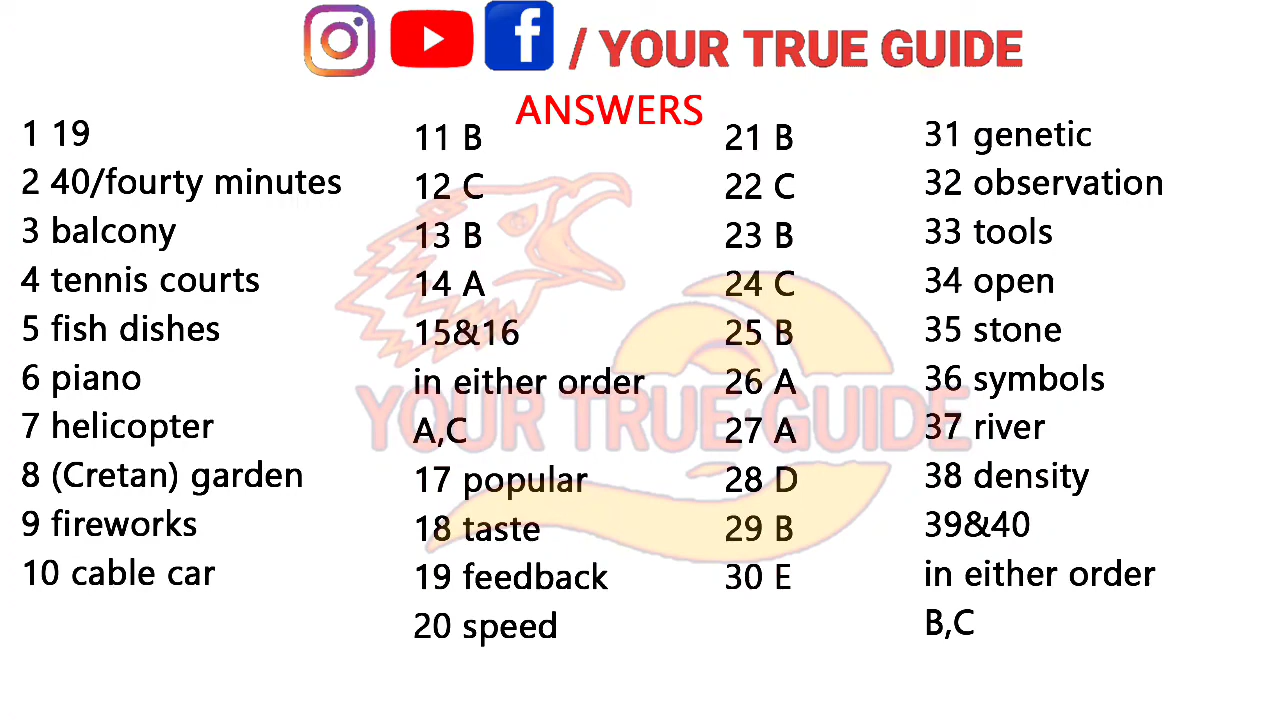 / YOUR TRUE GUIDE
ANSWERS
1 19
2 40/fourty minutes
3 balcony
4 tennis courts
5 fish dishes
6 piano
7 helicopter
8 (Cretan) garden
9 fireworks
10 cable car
11 B
12 C
13 B
14 A
15&16
in either order
A,C
17 popular
18 taste
19 feedback
20 speed
21 B
22 C
23 B
24 C
25 B
26 A
27 A
28 D
29 B
30 E
31 genetic
32 observation
33 tools
34 open
35 stone
36 symbols
37 river
38 density
39&40
in either order
B,C
YOUR TRUE GUIDE